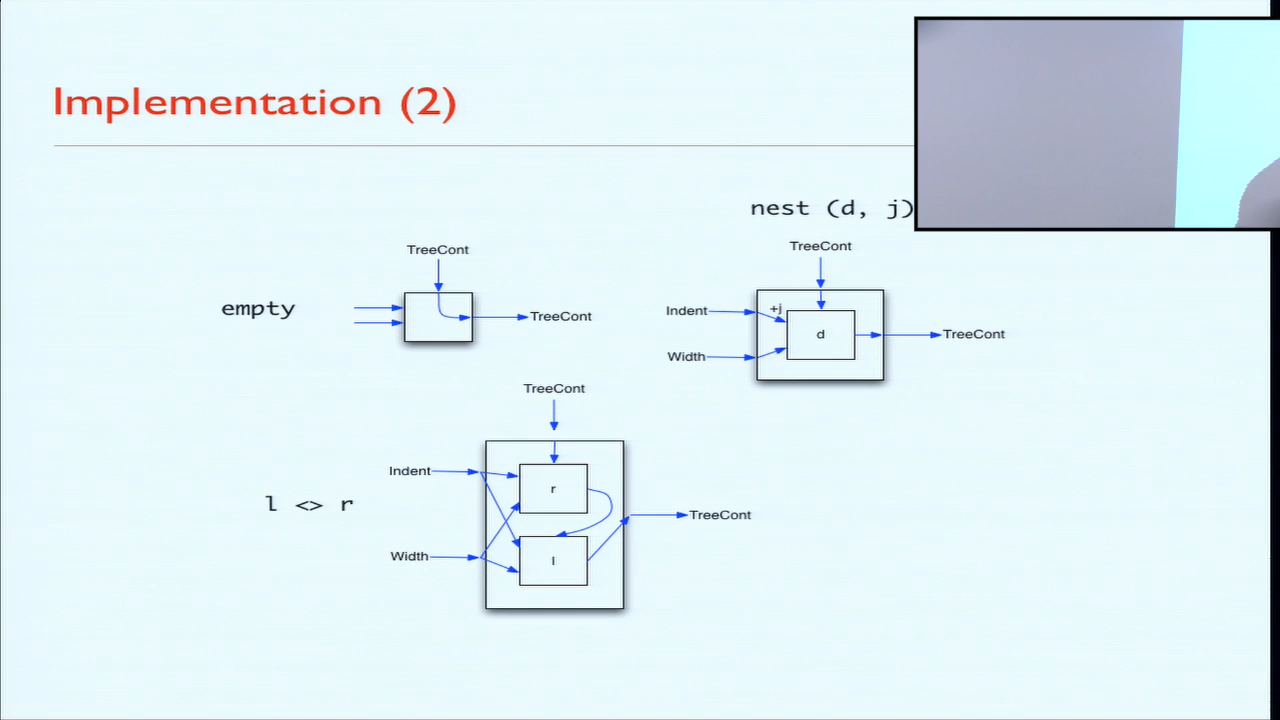 Implementation (2)
nest (d, j)
TreeCont
TreeCont
empty
TreeCont
Indent
+j
d
TreeCont
Width
TreeCont
Indent
r
l <> r
TreeCont
Width
l